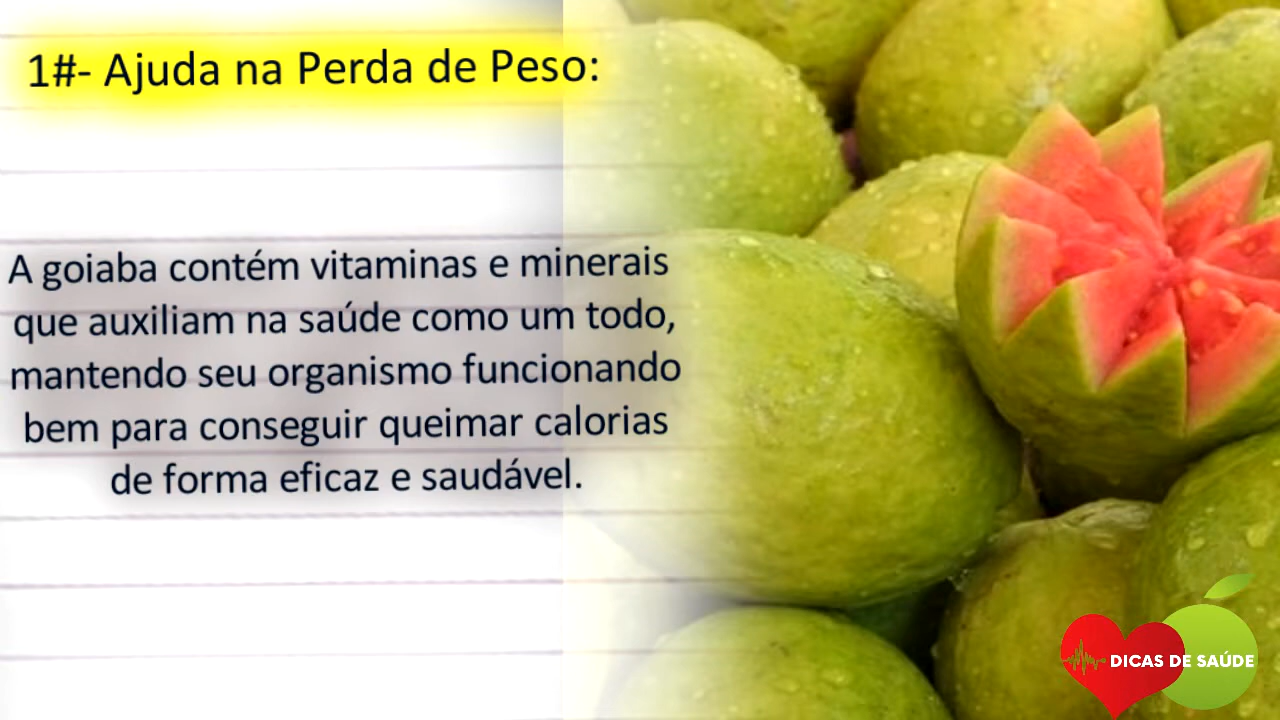 1#- Ajuda na Perda de Peso:
A goiaba contém vitaminas e minerais
que auxiliam na saúde como um todo,
mantendo seu organismo funcionando
bem para conseguir queimar calorias
de forma eficaz e saudável.
DICAS DE SAÚDE